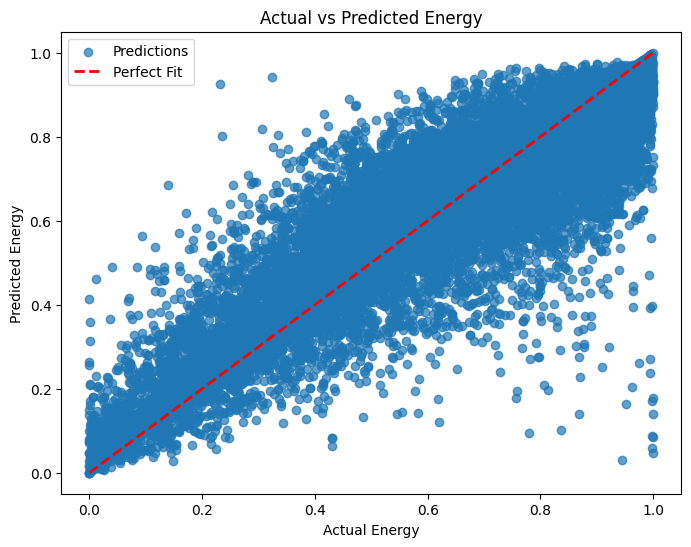 Actual vs Predicted Energy
Predictions
Perfect Fit
1.0
0.8
0.6
0.4
0.2
0.0
Predicted Energy
0.0 0.2 0.4 0.6 0.8 1.0
Actual Energy